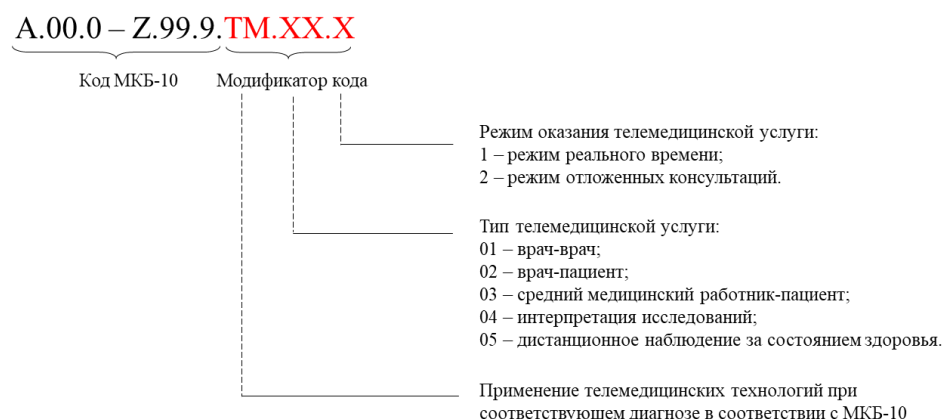 A.00.0 – Z.99.9.TM.XX.X
Код МКБ-10
Модификатор кода
Режим оказания телемедицинской услуги:
1 – режим реального времени;
2 – режим отложенных консультаций.
Тип телемедицинской услуги:
01 – врач-врач;
02 – врач-пациент;
03 – средний медицинский работник-пациент;
04 – интерпретация исследований;
05 – дистанционное наблюдение за состоянием здоровья.
Применение телемедицинских технологий при
соответствующем диагнозе в соответствии с МКБ-10